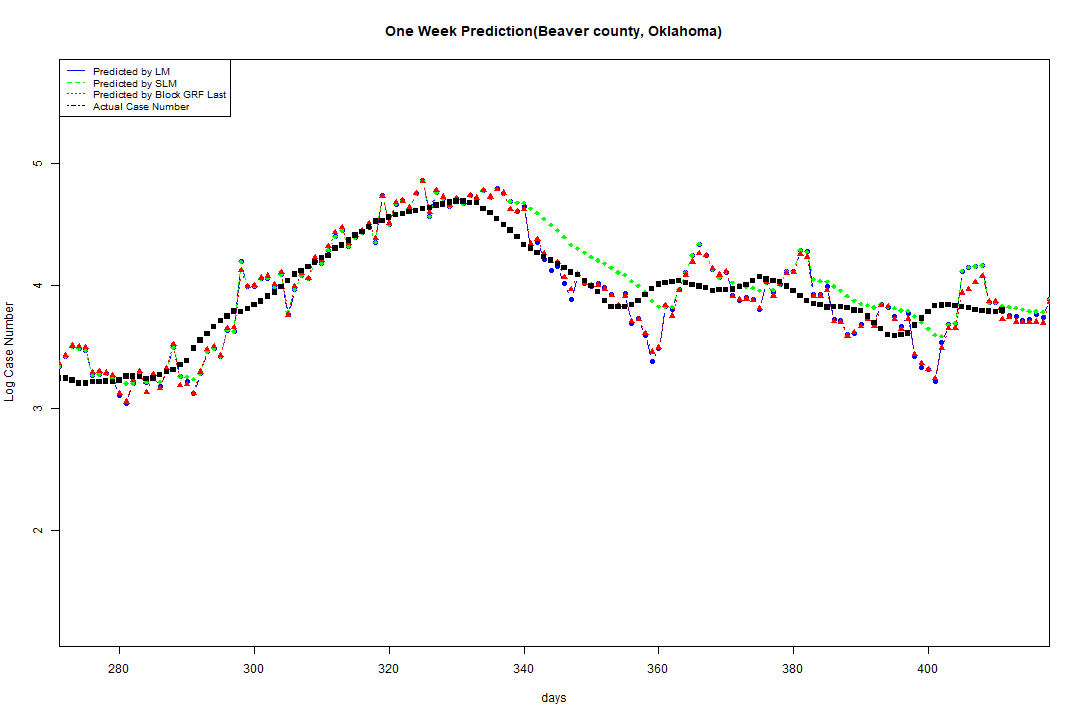 One Week Prediction(Beaver county, Oklahoma)
Predicted by LM
Predicted by SLM
Predicted by Block GRF Last
Actual Case Number
5
4
3
2
Log Case Number
280 300 320 340 360 380 400
days